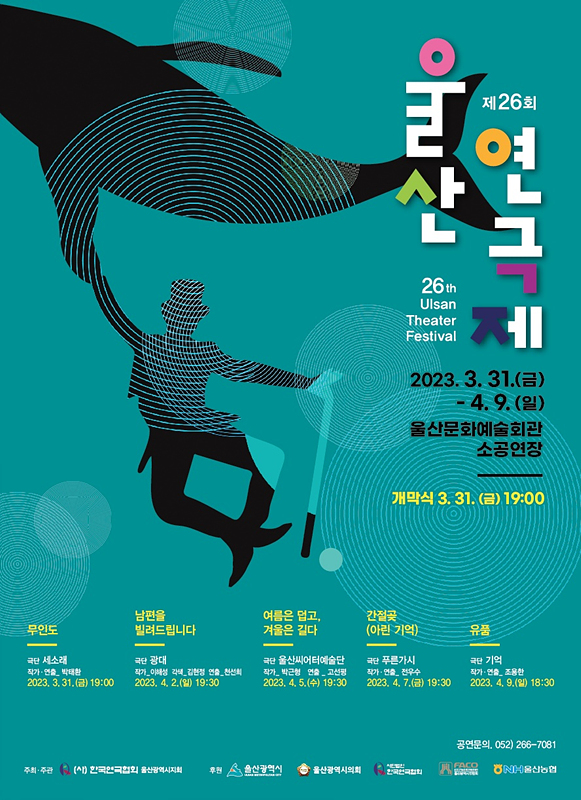 제26회
울산
연극제
26th
Ulsan
Theater
Festival
2023. 3. 31.(금)
- 4. 9. (일)
울산문화예술회관
소공연장
개막식 3. 31. (금) 19:00
무인도
극단 세소래
작가·연출_ 박태환
2023. 3. 31.(금) 19:00
남편을
빌려드립니다
극단 광대
작가_이해성 각색_김현정 연출_천선희
2023. 4. 2.(일) 19:30
여름은 덥고,
겨울은 길다
극단 울산씨어터예술단
작가_ 박근형 연출 _ 고선평
2023. 4. 5.(수) 19:30
간절곶
(아린 기억)
극단 푸른가시
작가·연출_ 전우수
2023. 4. 7.(금) 19:30
유품
극단 기억
작가·연출_ 조용한
2023. 4. 9.(일) 18:30
공연문의. 052) 266-7081
주최·주관 (사) 한국연극협회 울산광역시지회
후원 울산광역시 울산광역시의회 한국연극협회 FACO NH울산농협